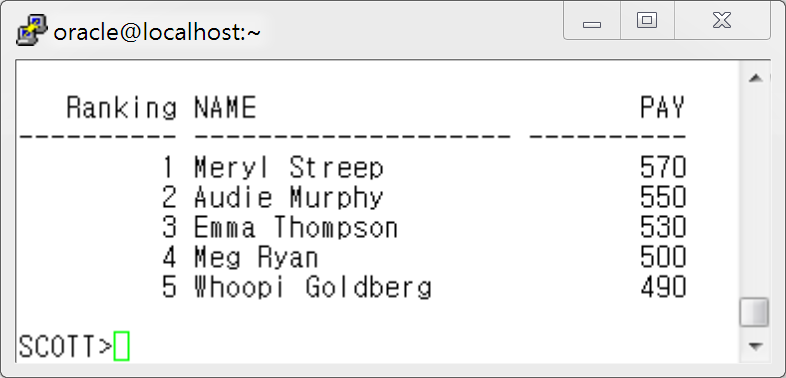 oracle@localhost:~
Ranking NAME PAY
---------- -------------------- ----------
1 Meryl Streep 570
2 Audie Murphy 550
3 Emma Thompson 530
4 Meg Ryan 500
5 Whoopi Goldberg 490
SCOTT>